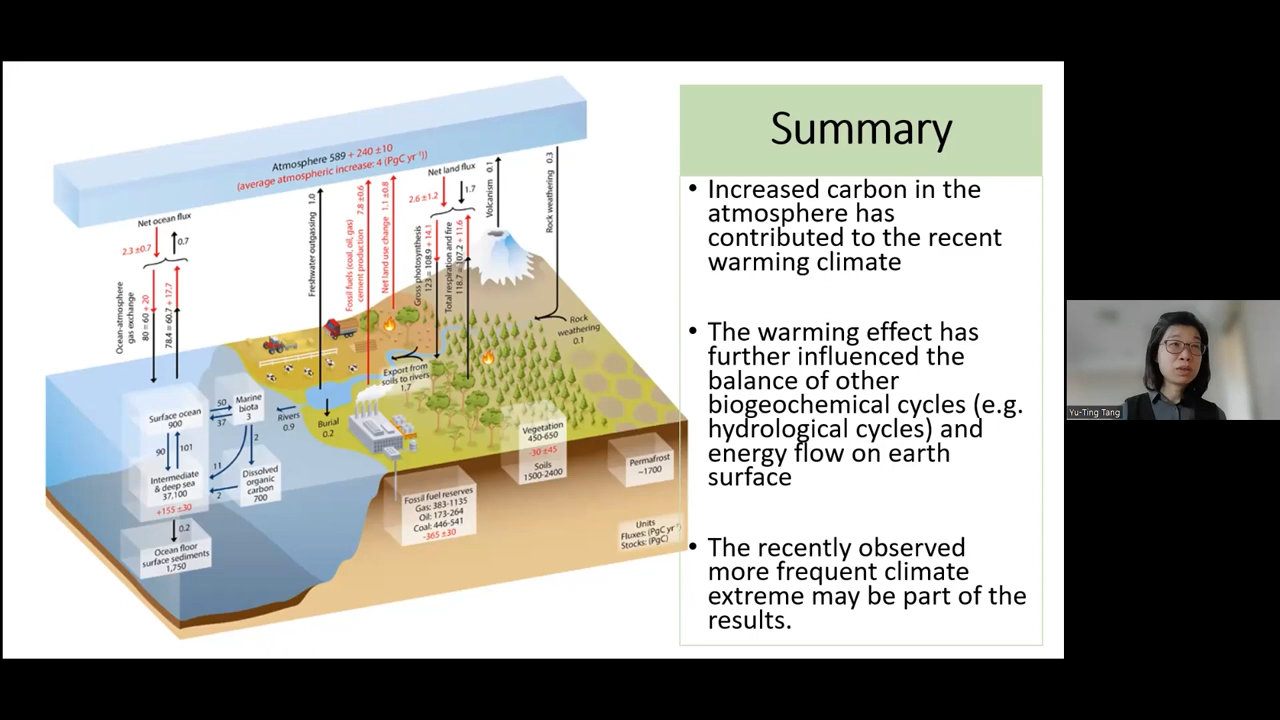 Atmosphere 589 + 240 ±10
(average atmospheric increase: 4 (PgC yr⁻¹))
Net ocean flux
2.3 ±0.7
0.7
Ocean-atmosphere
gas exchange
80 = 60 + 20
78.4 = 60.7 + 17.7
Freshwater outgassing 1.0
Fossil fuels (coal, oil, gas)
cement production 7.8 ±0.6
Net land use change 1.1 ±0.8
Net land flux
2.6 ±1.2
1.7
Gross photosynthesis
123 = 108.9 + 14.1
Total respiration and fire
118.7 = 107.2 + 11.6
Volcanism 0.1
Rock weathering 0.3
Rock
weathering
0.1
Export from
soils to rivers
1.7
Rivers
0.9
Burial
0.2
Surface ocean
900
50
37
Marine
biota
3
90
101
2
11
2
Intermediate
& deep sea
37,100
+155 ±30
Dissolved
organic
carbon
700
0.2
Ocean floor
surface sediments
1,750
Fossil fuel reserves
Gas: 383-1135
Oil: 173-264
Coal: 446-541
-365 ±30
Vegetation
450-650
-30 ±45
Soils
1500-2400
Permafrost
~1700
Units
Fluxes: (PgC yr⁻¹)
Stocks: (PgC)
Summary
• Increased carbon in the
atmosphere has
contributed to the recent
warming climate
• The warming effect has
further influenced the
balance of other
biogeochemical cycles (e.g.
hydrological cycles) and
energy flow on earth
surface
• The recently observed
more frequent climate
extreme may be part of the
results.
Yu-Ting Tang